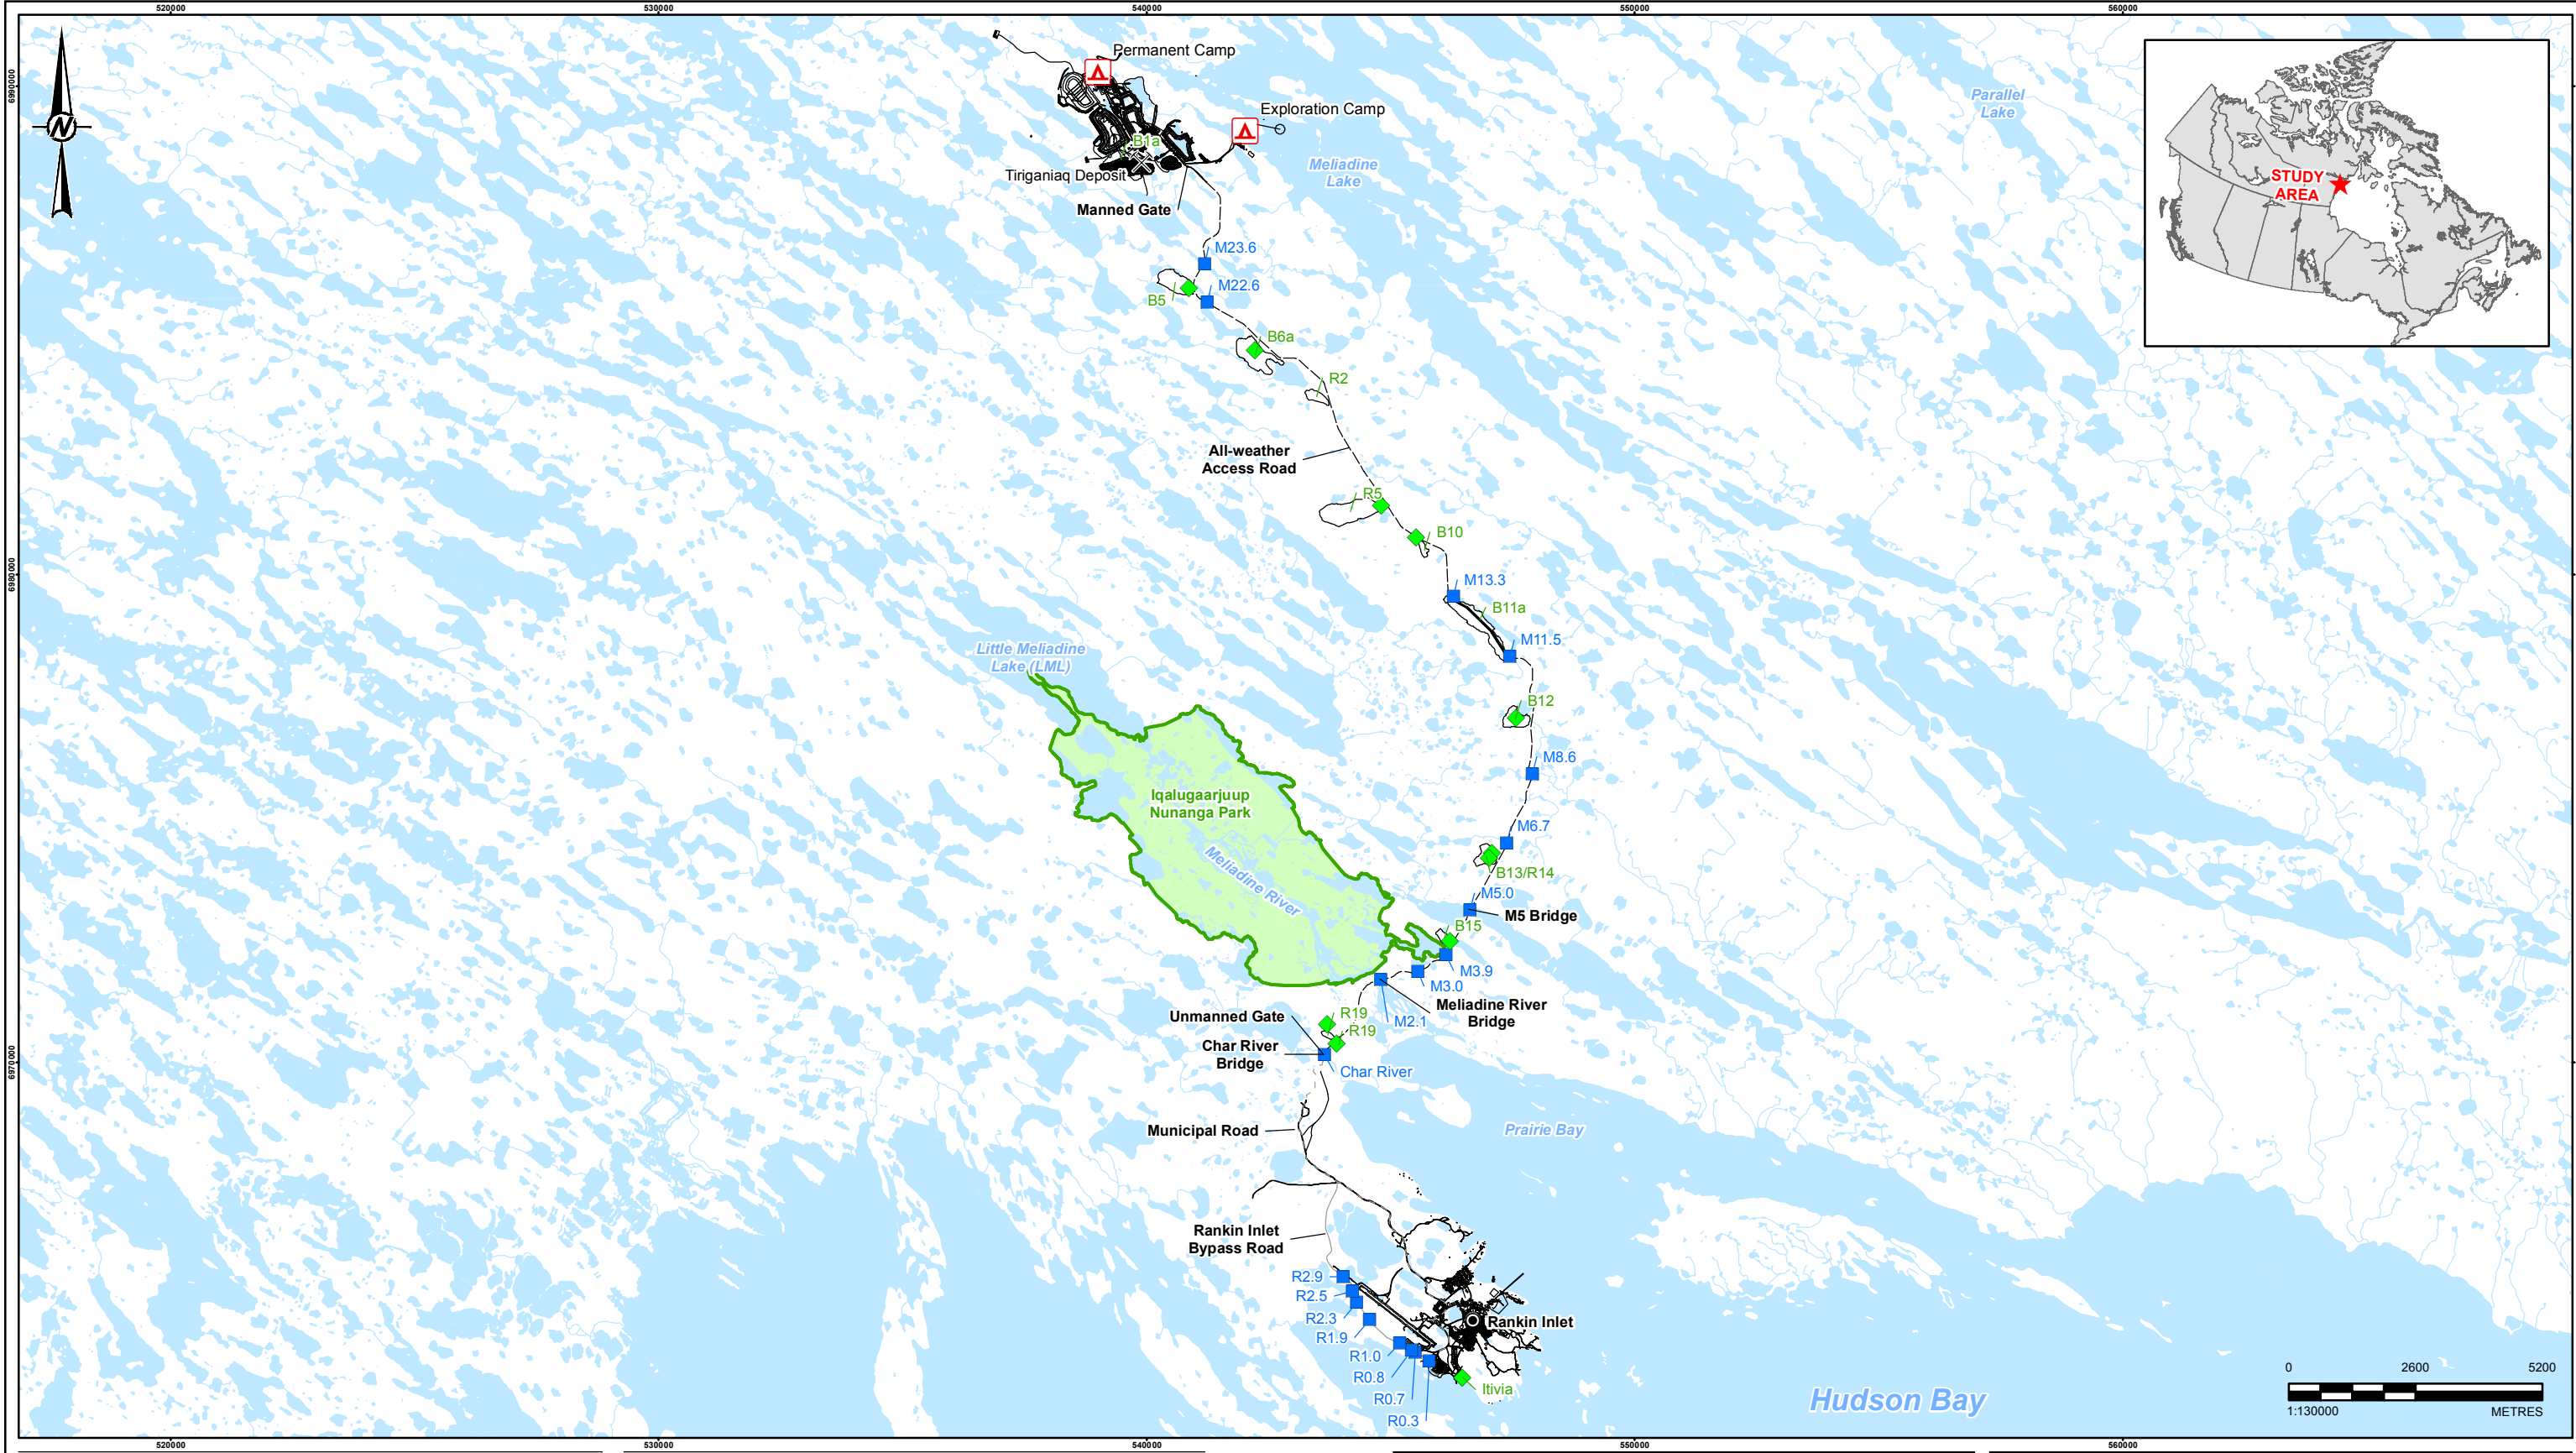 520000
530000
540000
550000
560000
6990000
6980000
6970000
N
Permanent Camp
Exploration Camp
B1a
Tiriganiaq Deposit
Manned Gate
Meliadine
Lake
Parallel
Lake
STUDY
AREA
M23.6
B5
M22.6
B6a
R2
All-weather
Access Road
R5
B10
M13.3
B11a
M11.5
Little Meliadine
Lake (LML)
B12
M8.6
Iqalugaarjuup
Nunanga Park
Meliadine River
M6.7
B13/R14
M5.0
M5 Bridge
B15
M3.9
M3.0
Meliadine River
Bridge
M2.1
R19
R19
Unmanned Gate
Char River
Bridge
Char River
Municipal Road
Prairie Bay
Rankin Inlet
Bypass Road
R2.9
R2.5
R2.3
R1.9
R1.0
R0.8
R0.7
R0.3
Rankin Inlet
Itivia
Hudson Bay
0
2600
5200
1:130000
METRES
520000
530000
540000
550000
560000